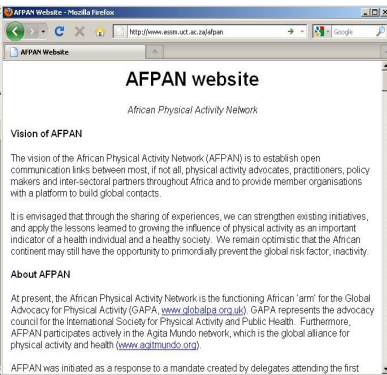 AFPAN Website - Mozilla Firefox
http://www.essm.uct.ac.za/afpan
Google
AFPAN Website
AFPAN website
African Physical Activity Network
Vision of AFPAN
The vision of the African Physical Activity Network (AFPAN) is to establish open
communication links between most, if not all, physical activity advocates, practitioners, policy
makers and inter-sectoral partners throughout Africa and to provide member organisations
with a platform to build global contacts.
It is envisaged that through the sharing of experiences, we can strengthen existing initiatives,
and apply the lessons learned to growing the influence of physical activity as an important
indicator of a health individual and a healthy society. We remain optimistic that the African
continent may still have the opportunity to primordially prevent the global risk factor, inactivity.
About AFPAN
At present, the African Physical Activity Network is the functioning African 'arm' for the Global
Advocacy for Physical Activity (GAPA, www.globalpa.org.uk). GAPA represents the advocacy
council for the International Society for Physical Activity and Public Health. Furthermore,
AFPAN participates actively in the Agita Mundo network, which is the global alliance for
physical activity and health (www.agitmundo.org).
AFPAN was initiated as a response to a mandate created by delegates attending the first